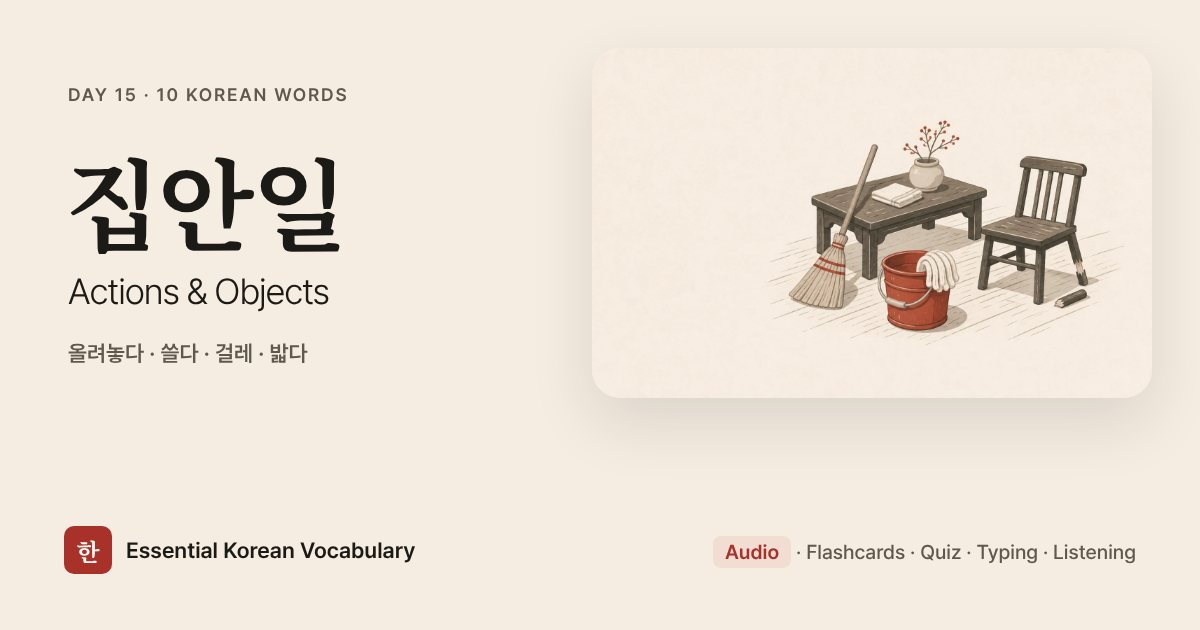 DAY 15 · 10 KOREAN WORDS
집안일
Actions & Objects
올려놓다 · 쓸다 · 걸레 · 밟다
한 Essential Korean Vocabulary
Audio · Flashcards · Quiz · Typing · Listening